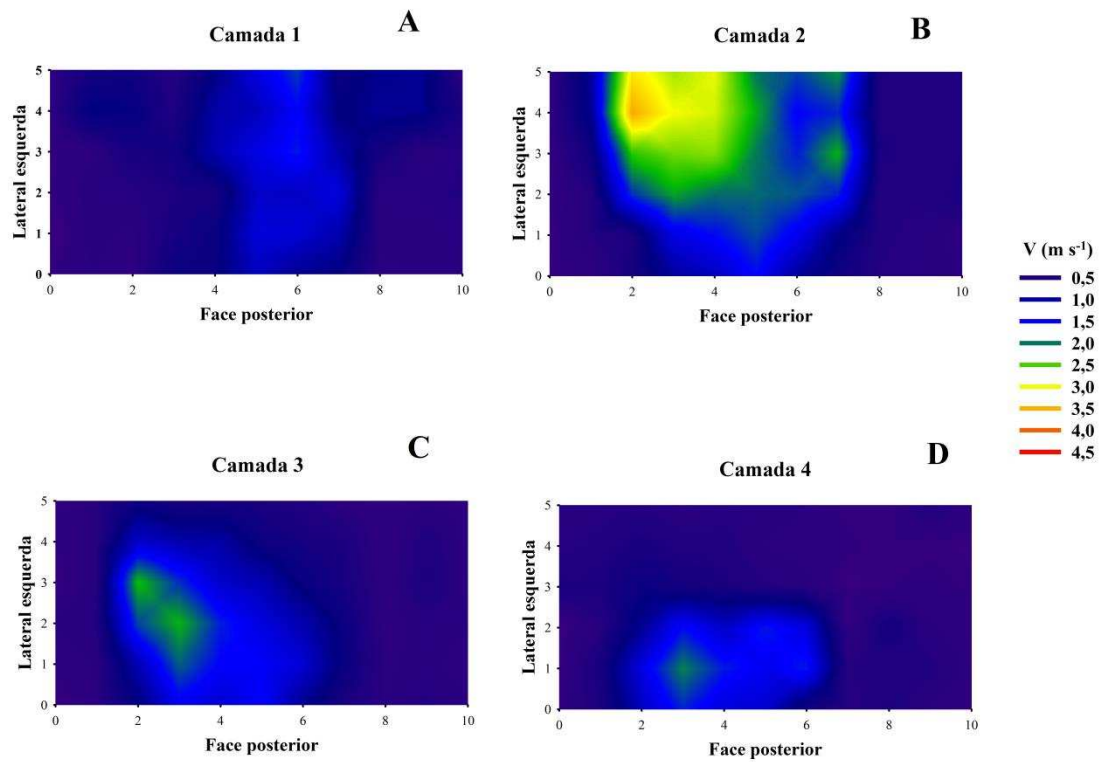 A
Camada 1
Lateral esquerda
5
4
3
2
1
0
0 2 4 6 8 10
Face posterior
B
Camada 2
Lateral esquerda
5
4
3
2
1
0
0 2 4 6 8 10
Face posterior
V (m s⁻¹)
0,5
1,0
1,5
2,0
2,5
3,0
3,5
4,0
4,5
C
Camada 3
Lateral esquerda
5
4
3
2
1
0
0 2 4 6 8 10
Face posterior
D
Camada 4
Lateral esquerda
5
4
3
2
1
0
0 2 4 6 8 10
Face posterior